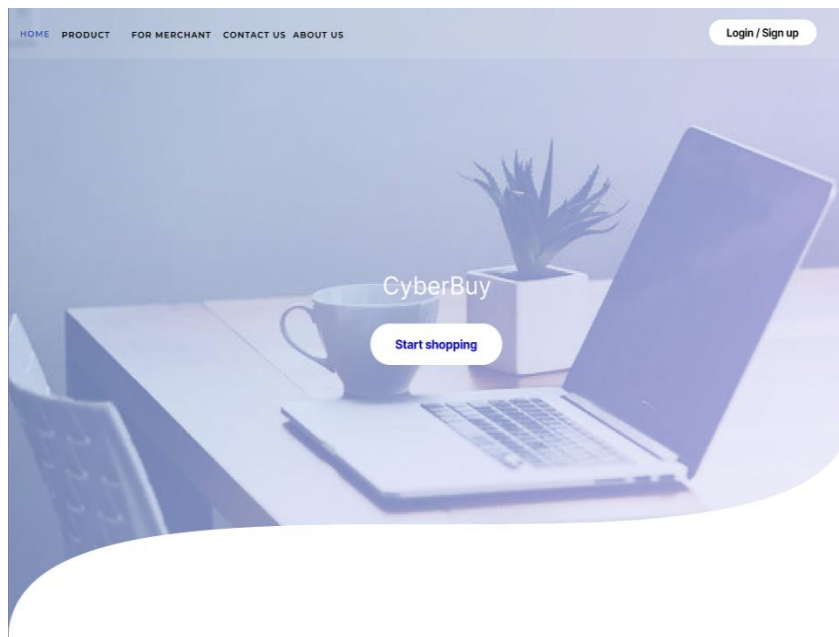 HOME PRODUCT FOR MERCHANT CONTACT US ABOUT US Login / Sign up
CyberBuy
Start shopping